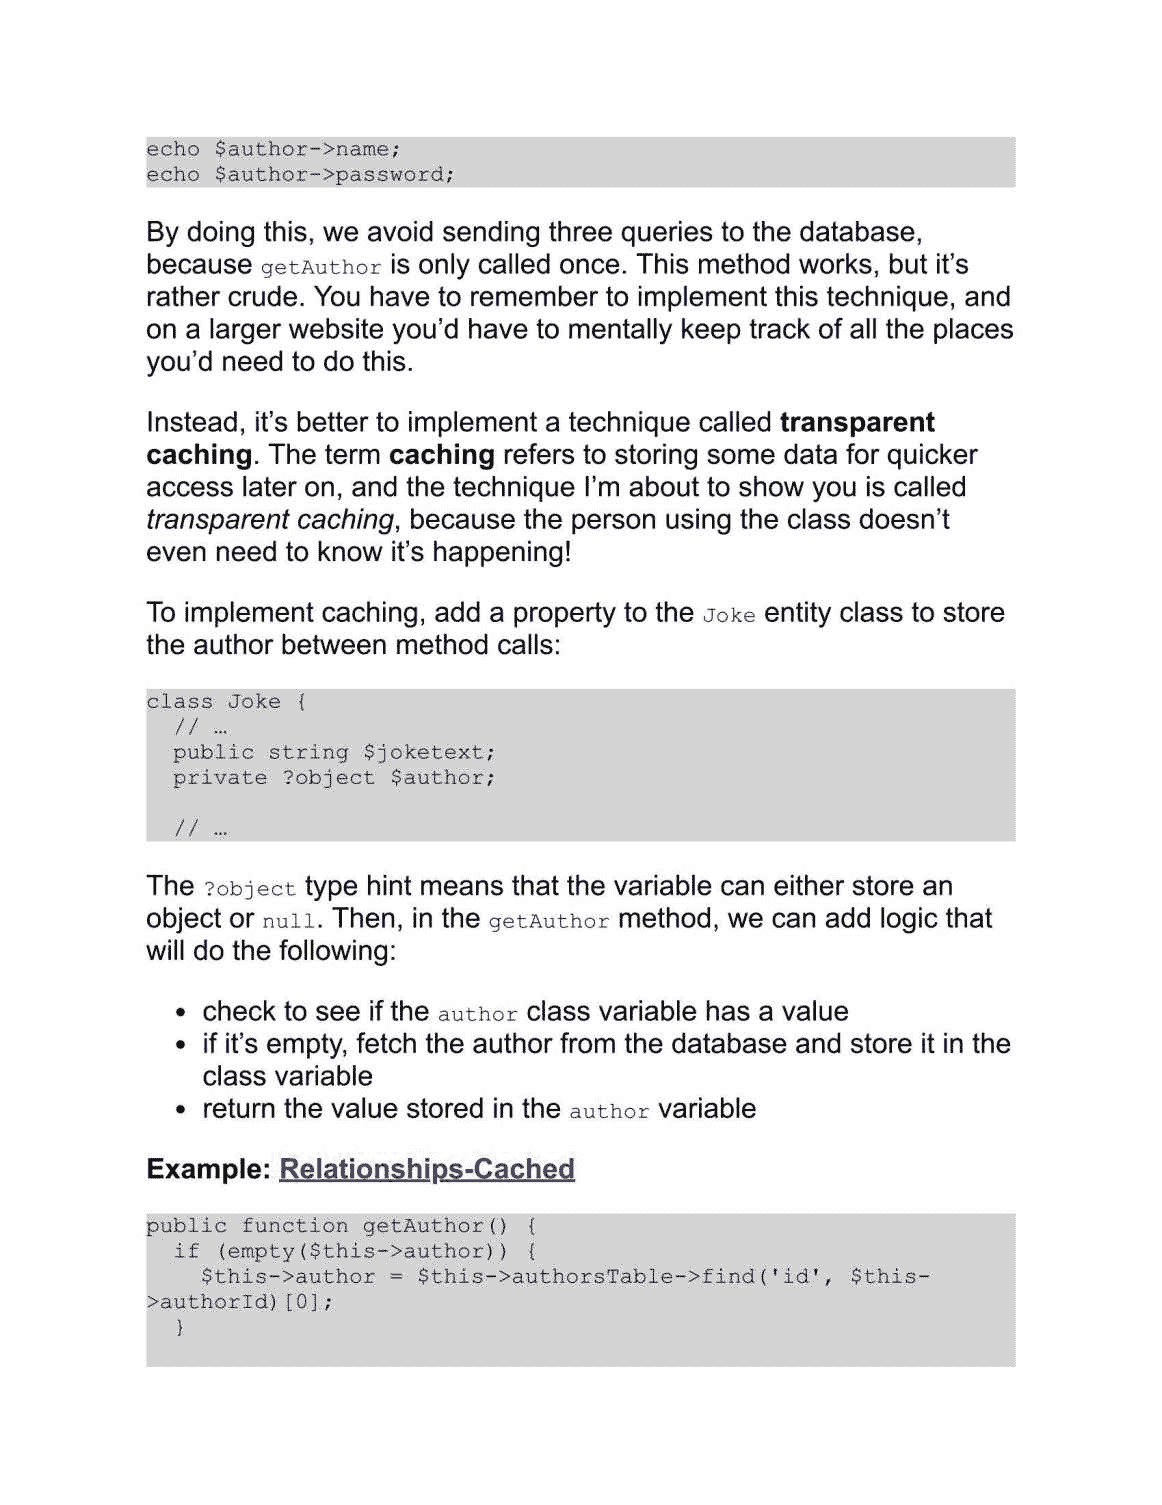 echo $author->name;
echo $author->password;
By doing this, we avoid sending three queries to the database,
because getAuthor is only called once. This method works, but it’s
rather crude. You have to remember to implement this technique, and
on a larger website you’d have to mentally keep track of all the places
you’d need to do this.
Instead, it’s better to implement a technique called transparent
caching. The term caching refers to storing some data for quicker
access later on, and the technique I’m about to show you is called
transparent caching, because the person using the class doesn’t
even need to know it’s happening!
To implement caching, add a property to the Joke entity class to store
the author between method calls:
class Joke {
  // …
  public string $joketext;
  private ?object $author;
  // …
The ?object type hint means that the variable can either store an
object or null. Then, in the getAuthor method, we can add logic that
will do the following:
• check to see if the author class variable has a value
• if it’s empty, fetch the author from the database and store it in the
class variable
• return the value stored in the author variable
Example: Relationships-Cached
public function getAuthor() {
  if (empty($this->author)) {
    $this->author = $this->authorsTable->find('id', $this-
>authorId)[0];
  }